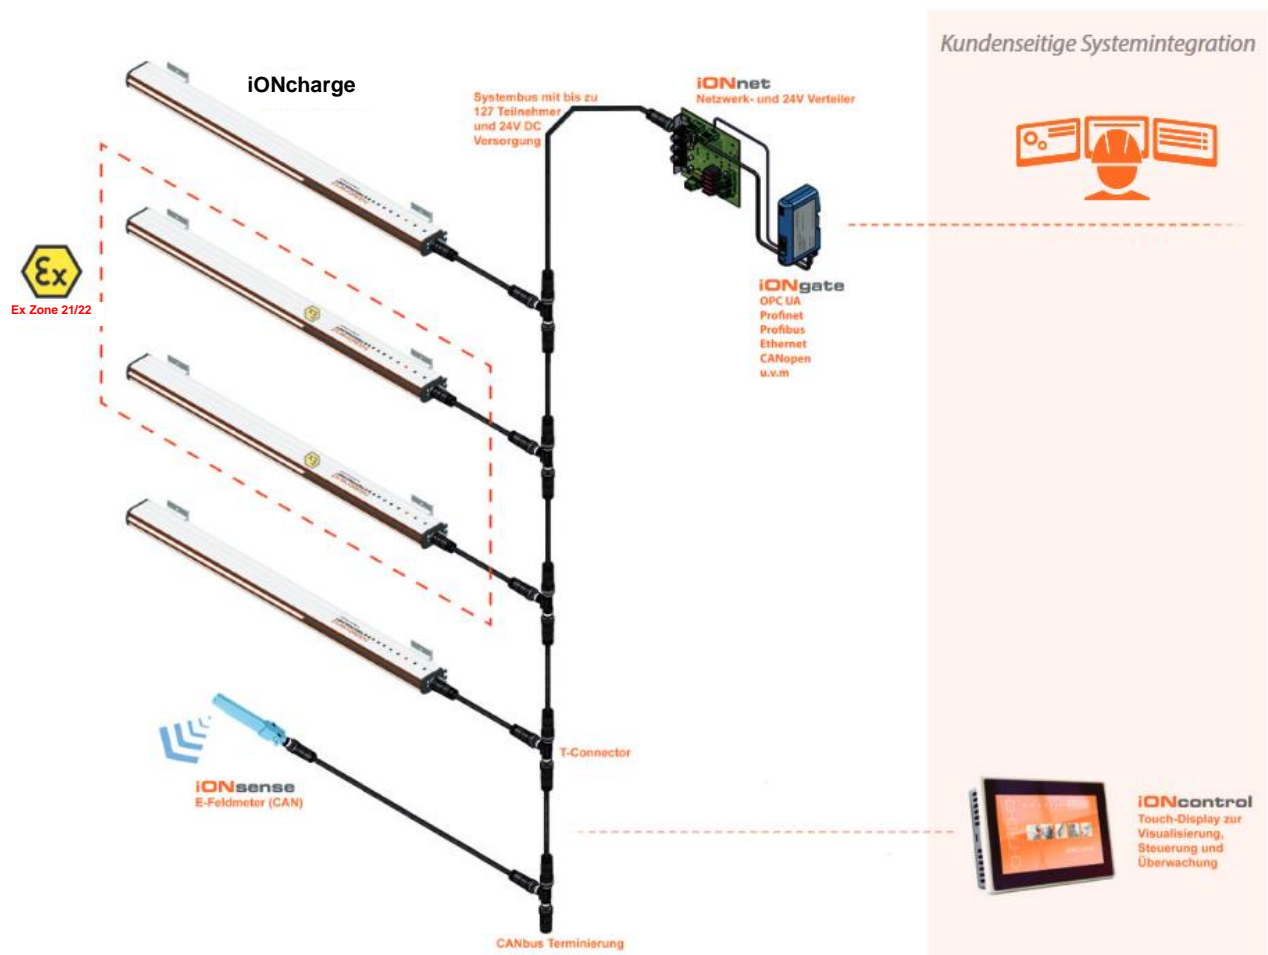 Kundenseitige Systemintegration
iONcharge
iONnet
Netzwerk- und 24V Verteiler
Systembus mit bis zu
127 Teilnehmer
und 24V DC
Versorgung
Ex
Ex Zone 21/22
iONgate
OPC UA
Profinet
Profibus
Ethernet
CANopen
u.v.m
T-Connector
iONsense
E-Feldmeter (CAN)
iONcontrol
Touch-Display zur
Visualisierung,
Steuerung und
Überwachung
CANbus Terminierung